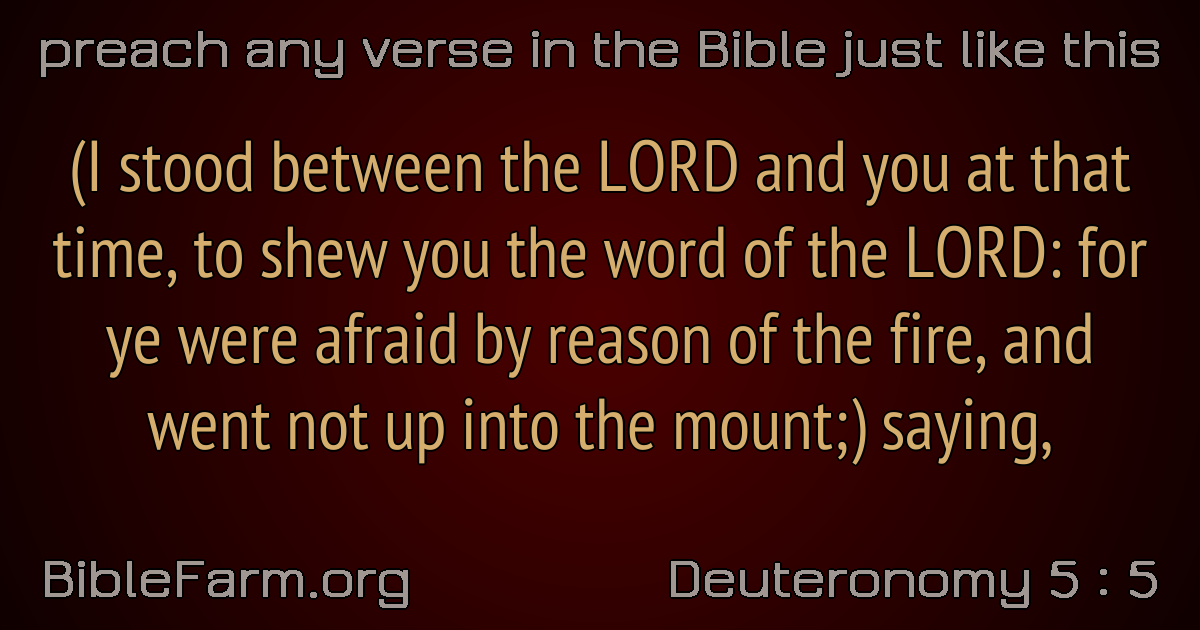 preach any verse in the Bible just like this
(I stood between the LORD and you at that
time, to shew you the word of the LORD: for
ye were afraid by reason of the fire, and
went not up into the mount;) saying,
BibleFarm.org
Deuteronomy 5 : 5